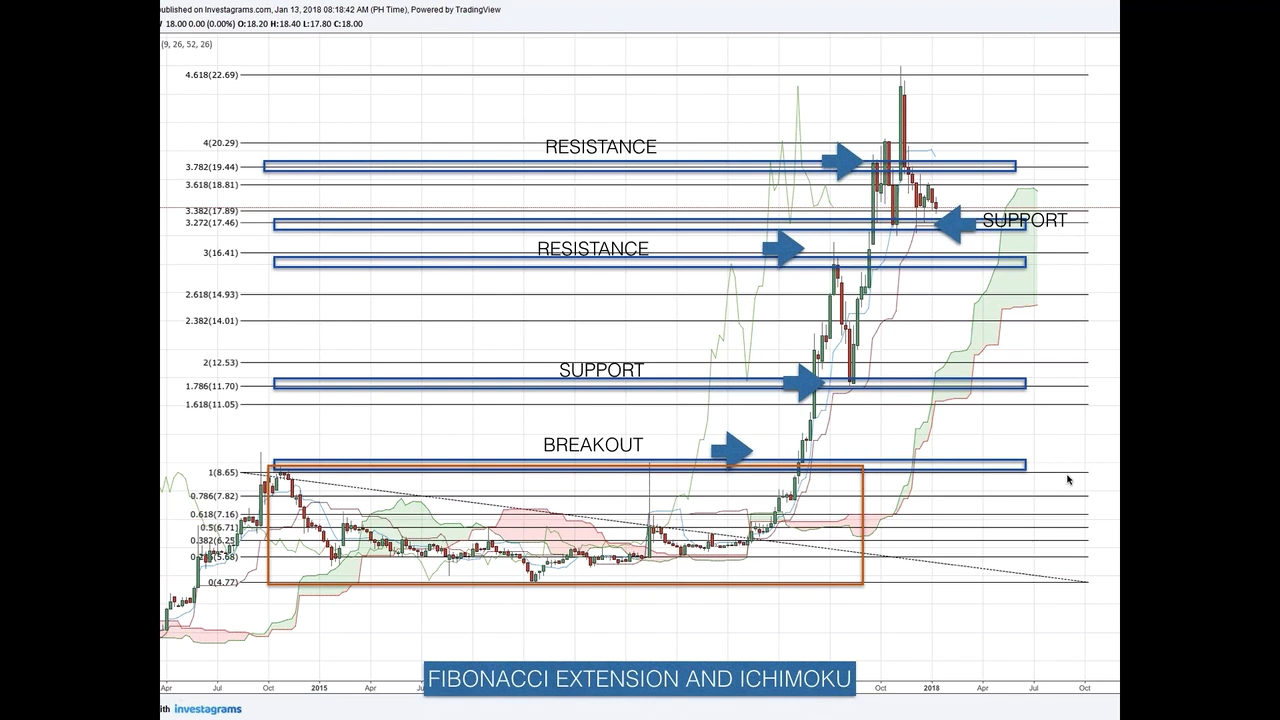 ublished on Investagrams.com, Jan 13, 2018 08:18:42 AM (PH Time), Powered by TradingView
18.00 0.00 (0.00%) O:18.20 H:18.40 L:17.80 C:18.00
(9, 26, 52, 26)
4.618(22.69)
4(20.29)
RESISTANCE
3.782(19.44)
3.618(18.81)
3.382(17.89)
3.272(17.46)
SUPPORT
RESISTANCE
3(16.41)
2.618(14.93)
2.382(14.01)
2(12.53)
SUPPORT
1.786(11.70)
1.618(11.05)
BREAKOUT
1(8.65)
0.786(7.82)
0.618(7.16)
0.5(6.71)
0.382(6.25)
0(4.77)
FIBONACCI EXTENSION AND ICHIMOKU
Apr Jul Oct 2015 Apr Oct 2018 Apr Jul Oct
ith investagrams